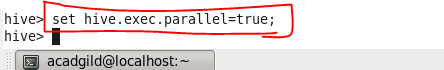 hive> set hive.exec.parallel=true;
hive>
acadgild@localhost:~